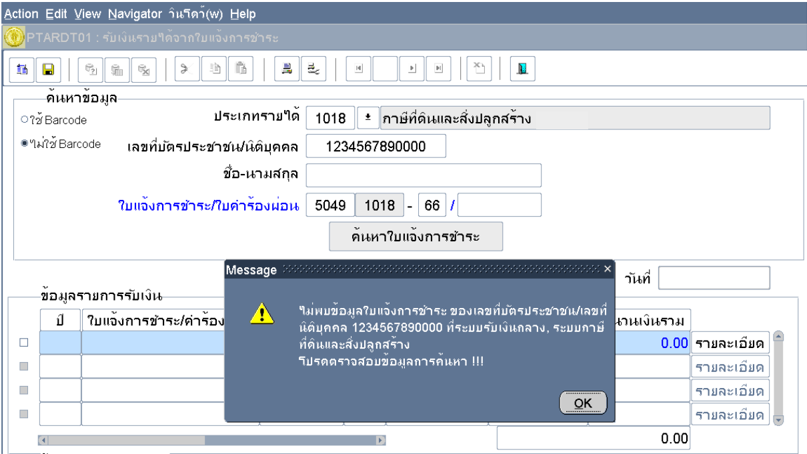 Action Edit View Navigator วินโดว์(w) Help
PTARDT01 : รับเงินรายได้จากใบแจ้งการชำระ
ค้นหาข้อมูล
ใช้ Barcode
ประเภทรายได้ 1018 ภาษีที่ดินและสิ่งปลูกสร้าง
ไม่ใช้ Barcode
เลขที่บัตรประชาชน/นิติบุคคล 1234567890000
ชื่อ-นามสกุล
ใบแจ้งการชำระ/ใบคำร้องผ่อน 5049 1018 - 66 /
ค้นหาใบแจ้งการชำระ
วันที่
ข้อมูลรายการรับเงิน
ปี ใบแจ้งการชำระ/คำร้อง
Message ×
ไม่พบข้อมูลใบแจ้งการชำระ ของเลขที่บัตรประชาชน/เลขที่
นิติบุคคล 1234567890000 ที่ระบบรับเงินกลาง, ระบบภาษี
ที่ดินและสิ่งปลูกสร้าง
โปรดตรวจสอบข้อมูลการค้นหา !!!
OK
นวนเงินรวม
0.00 รายละเอียด
รายละเอียด
รายละเอียด
รายละเอียด
0.00